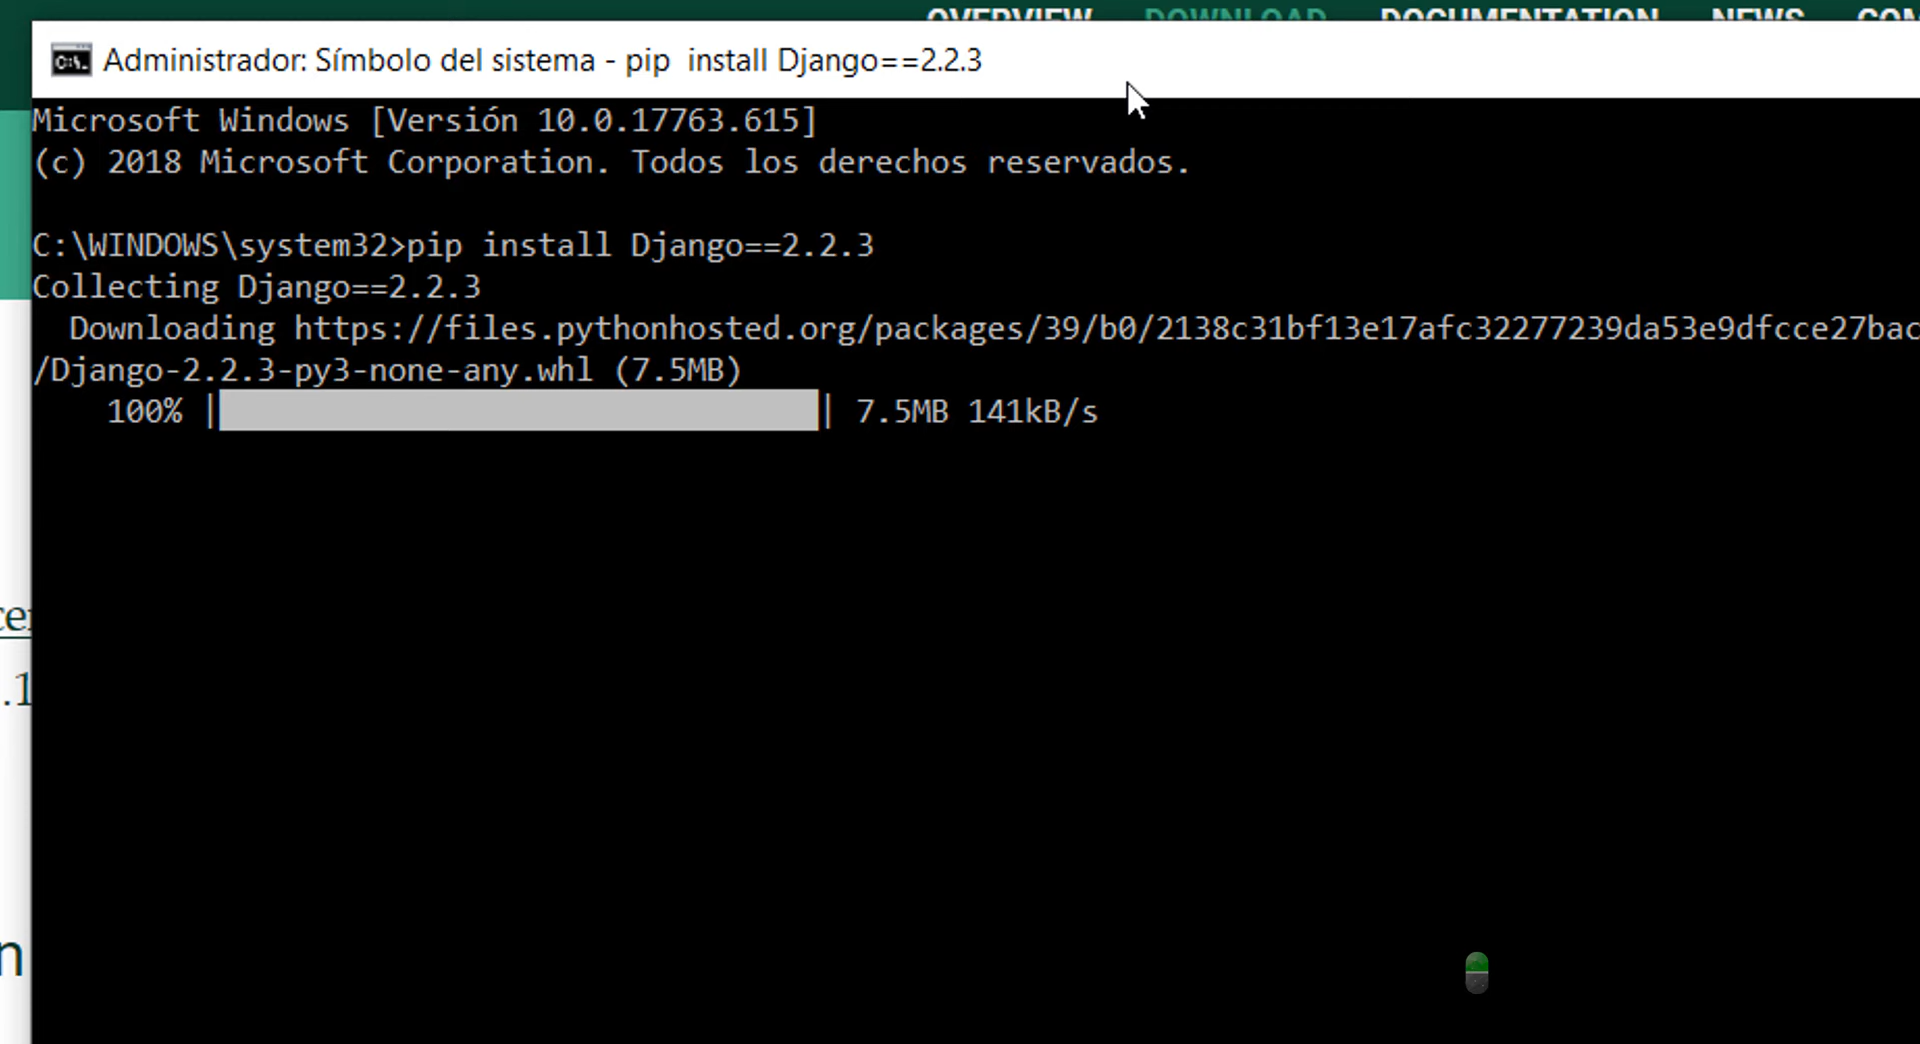 OVERVIEW DOWNLOAD DOCUMENTATION NEWS
Administrador: Símbolo del sistema - pip  install Django==2.2.3
Microsoft Windows [Versión 10.0.17763.615]
(c) 2018 Microsoft Corporation. Todos los derechos reservados.
C:\WINDOWS\system32>pip install Django==2.2.3
Collecting Django==2.2.3
  Downloading https://files.pythonhosted.org/packages/39/b0/2138c31bf13e17afc32277239da53e9dfcce27bac
/Django-2.2.3-py3-none-any.whl (7.5MB)
    100% || 7.5MB 141kB/s